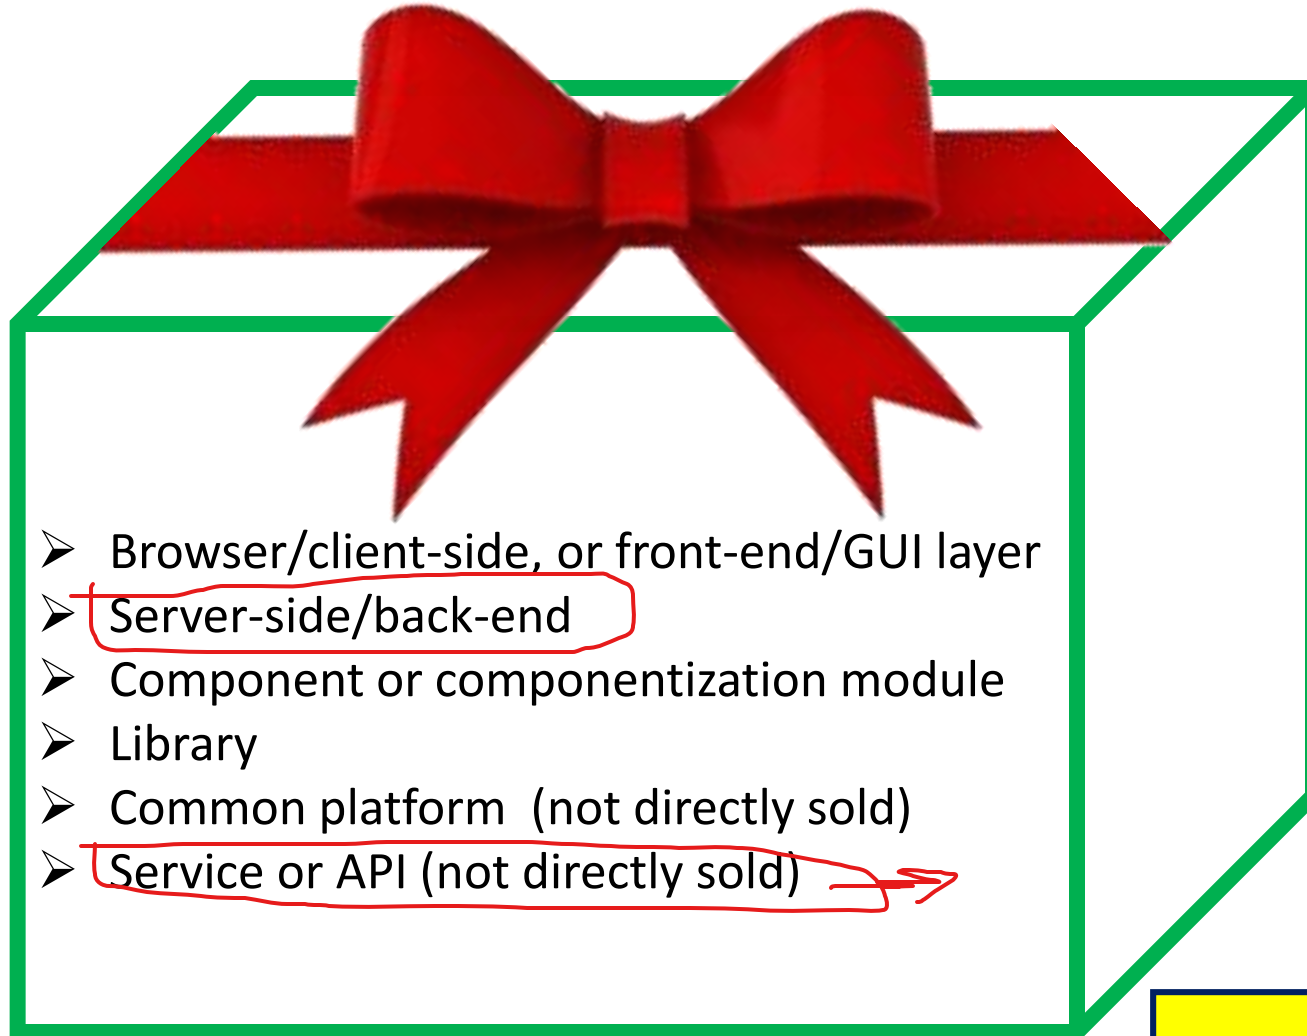 ➢ Browser/client-side, or front-end/GUI layer
➢ Server-side/back-end
➢ Component or componentization module
➢ Library
➢ Common platform  (not directly sold)
➢ Service or API (not directly sold)